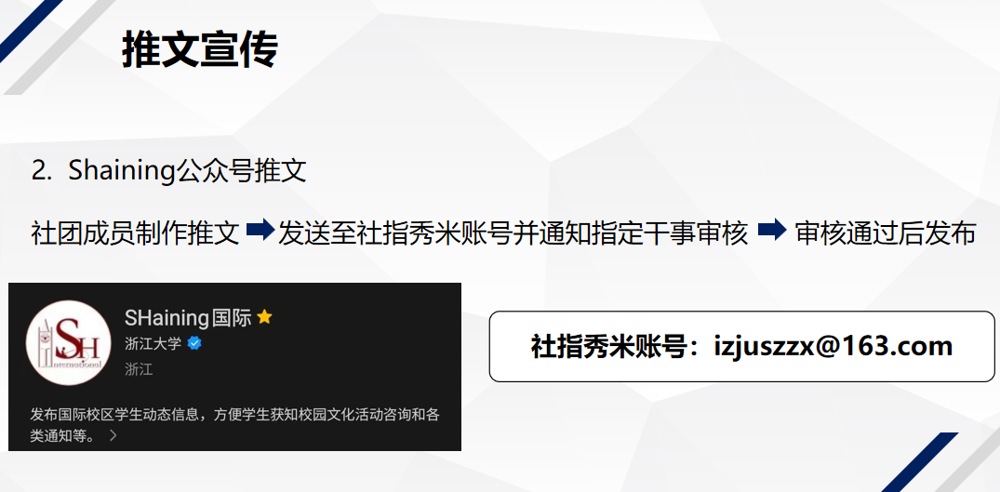 推文宣传
2. Shaining公众号推文
社团成员制作推文 发送至社指秀米账号并通知指定干事审核 审核通过后发布
SH
International
SHaining国际
浙江大学
浙江
发布国际校区学生动态信息，方便学生获知校园文化活动咨询和各
类通知等。
社指秀米账号：izjuszzx@163.com